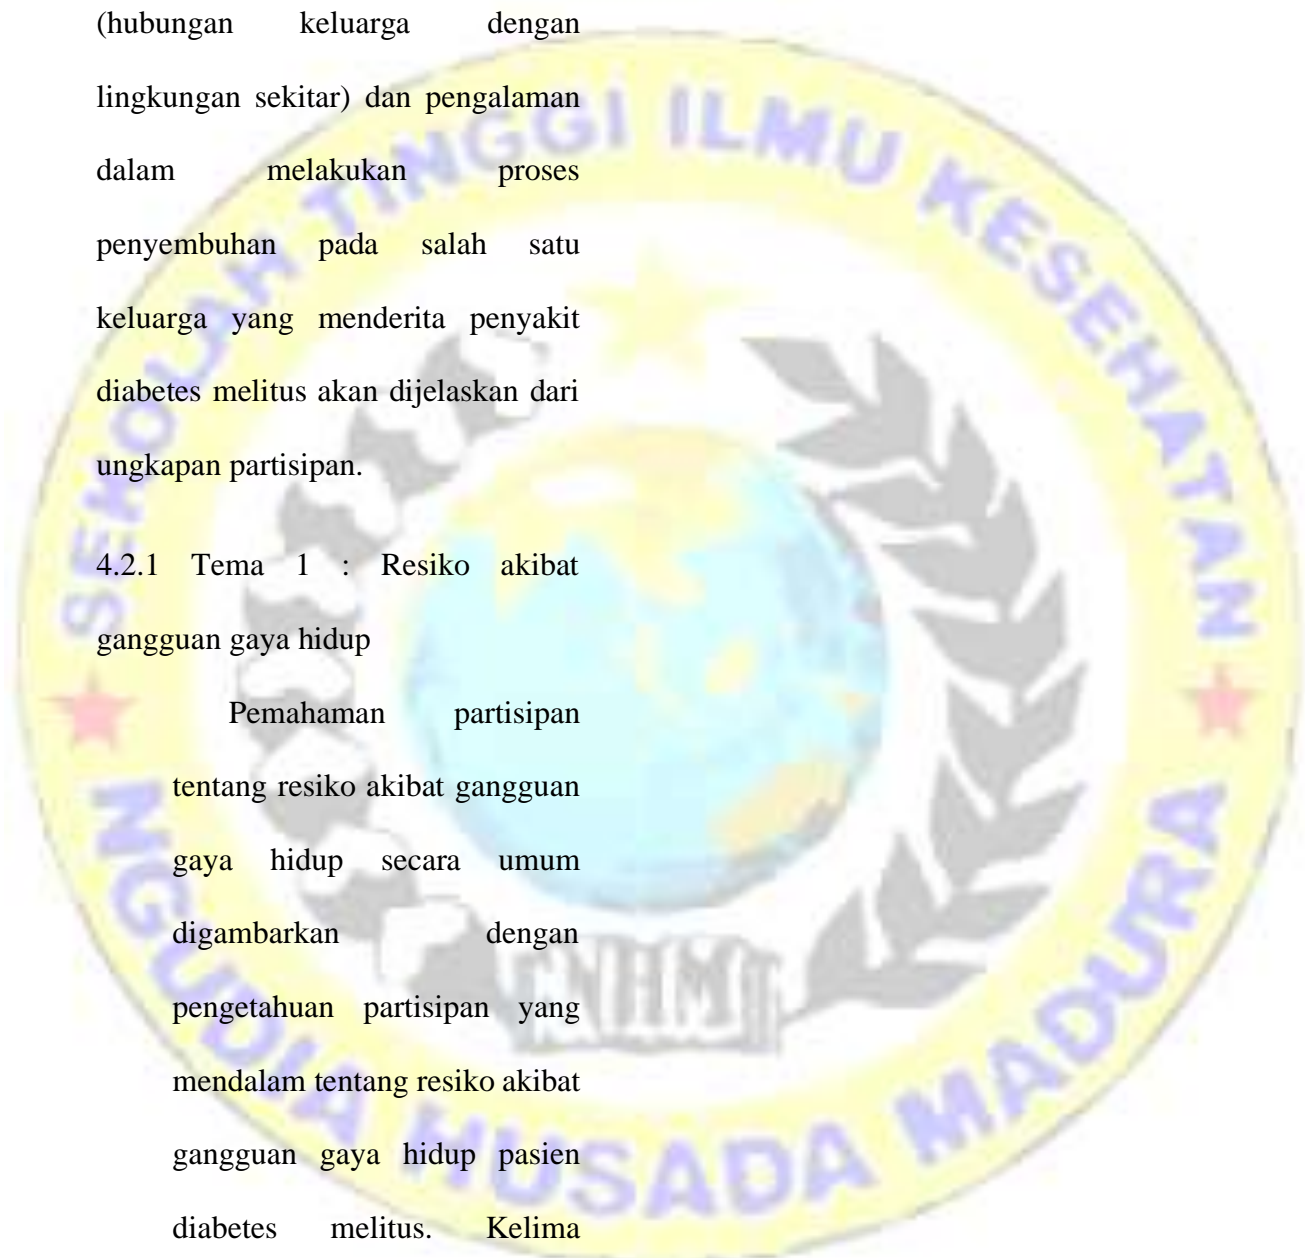 (hubungan keluarga dengan
lingkungan sekitar) dan pengalaman
dalam melakukan proses
penyembuhan pada salah satu
keluarga yang menderita penyakit
diabetes melitus akan dijelaskan dari
ungkapan partisipan.
4.2.1 Tema 1 : Resiko akibat
gangguan gaya hidup
Pemahaman partisipan
tentang resiko akibat gangguan
gaya hidup secara umum
digambarkan dengan
pengetahuan partisipan yang
mendalam tentang resiko akibat
gangguan gaya hidup pasien
diabetes melitus. Kelima
SEKOLAH TINGGI ILMU KESEHATAN
NGUDIA HUSADA MADURA